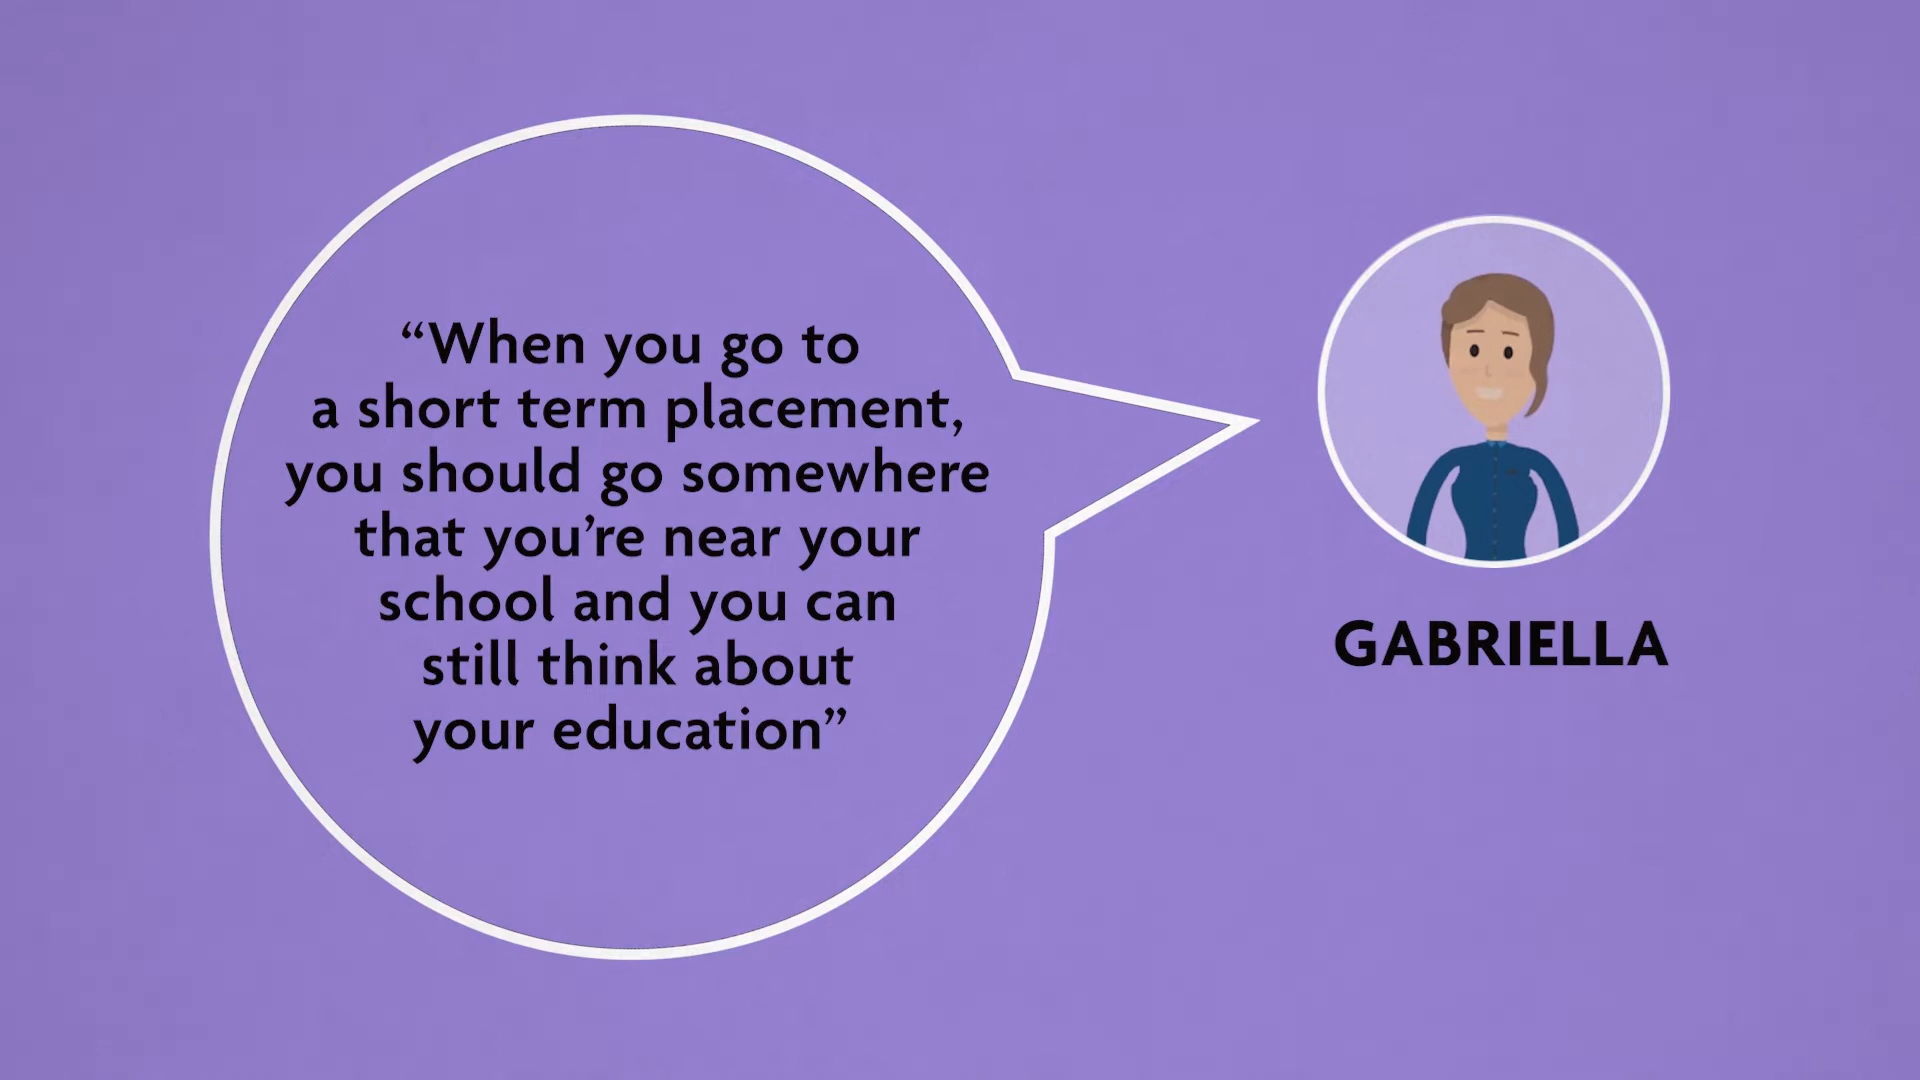 “When you go to
a short term placement,
you should go somewhere
that you’re near your
school and you can
still think about
your education”
GABRIELLA